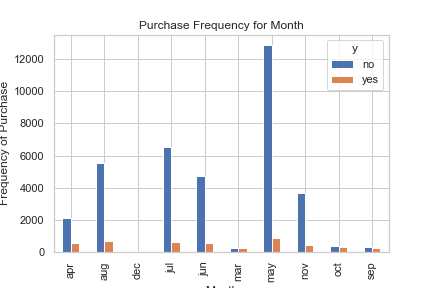 Purchase Frequency for Month
y
no
yes
Frequency of Purchase
12000
10000
8000
6000
4000
2000
0
apr
aug
dec
jul
jun
mar
may
nov
oct
sep